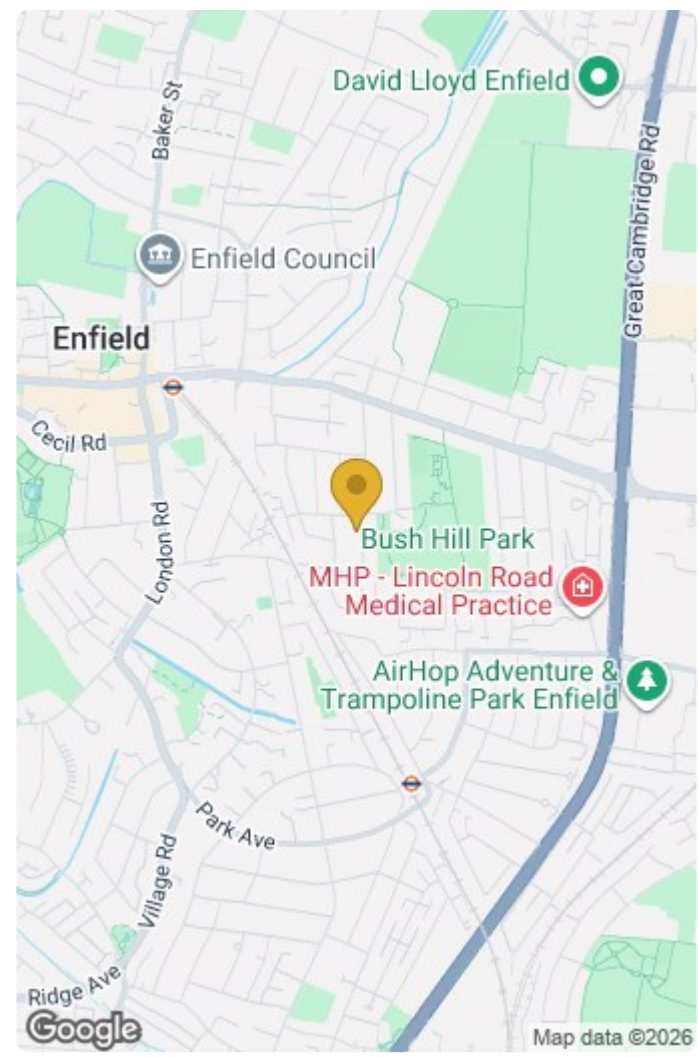 David Lloyd Enfield
Baker St
Great Cambridge Rd
Enfield Council
Enfield
Cecil Rd
London Rd
Bush Hill Park
MHP - Lincoln Road
Medical Practice
AirHop Adventure &
Trampoline Park Enfield
Park Ave
Village Rd
Ridge Ave
Google
Map data ©2026